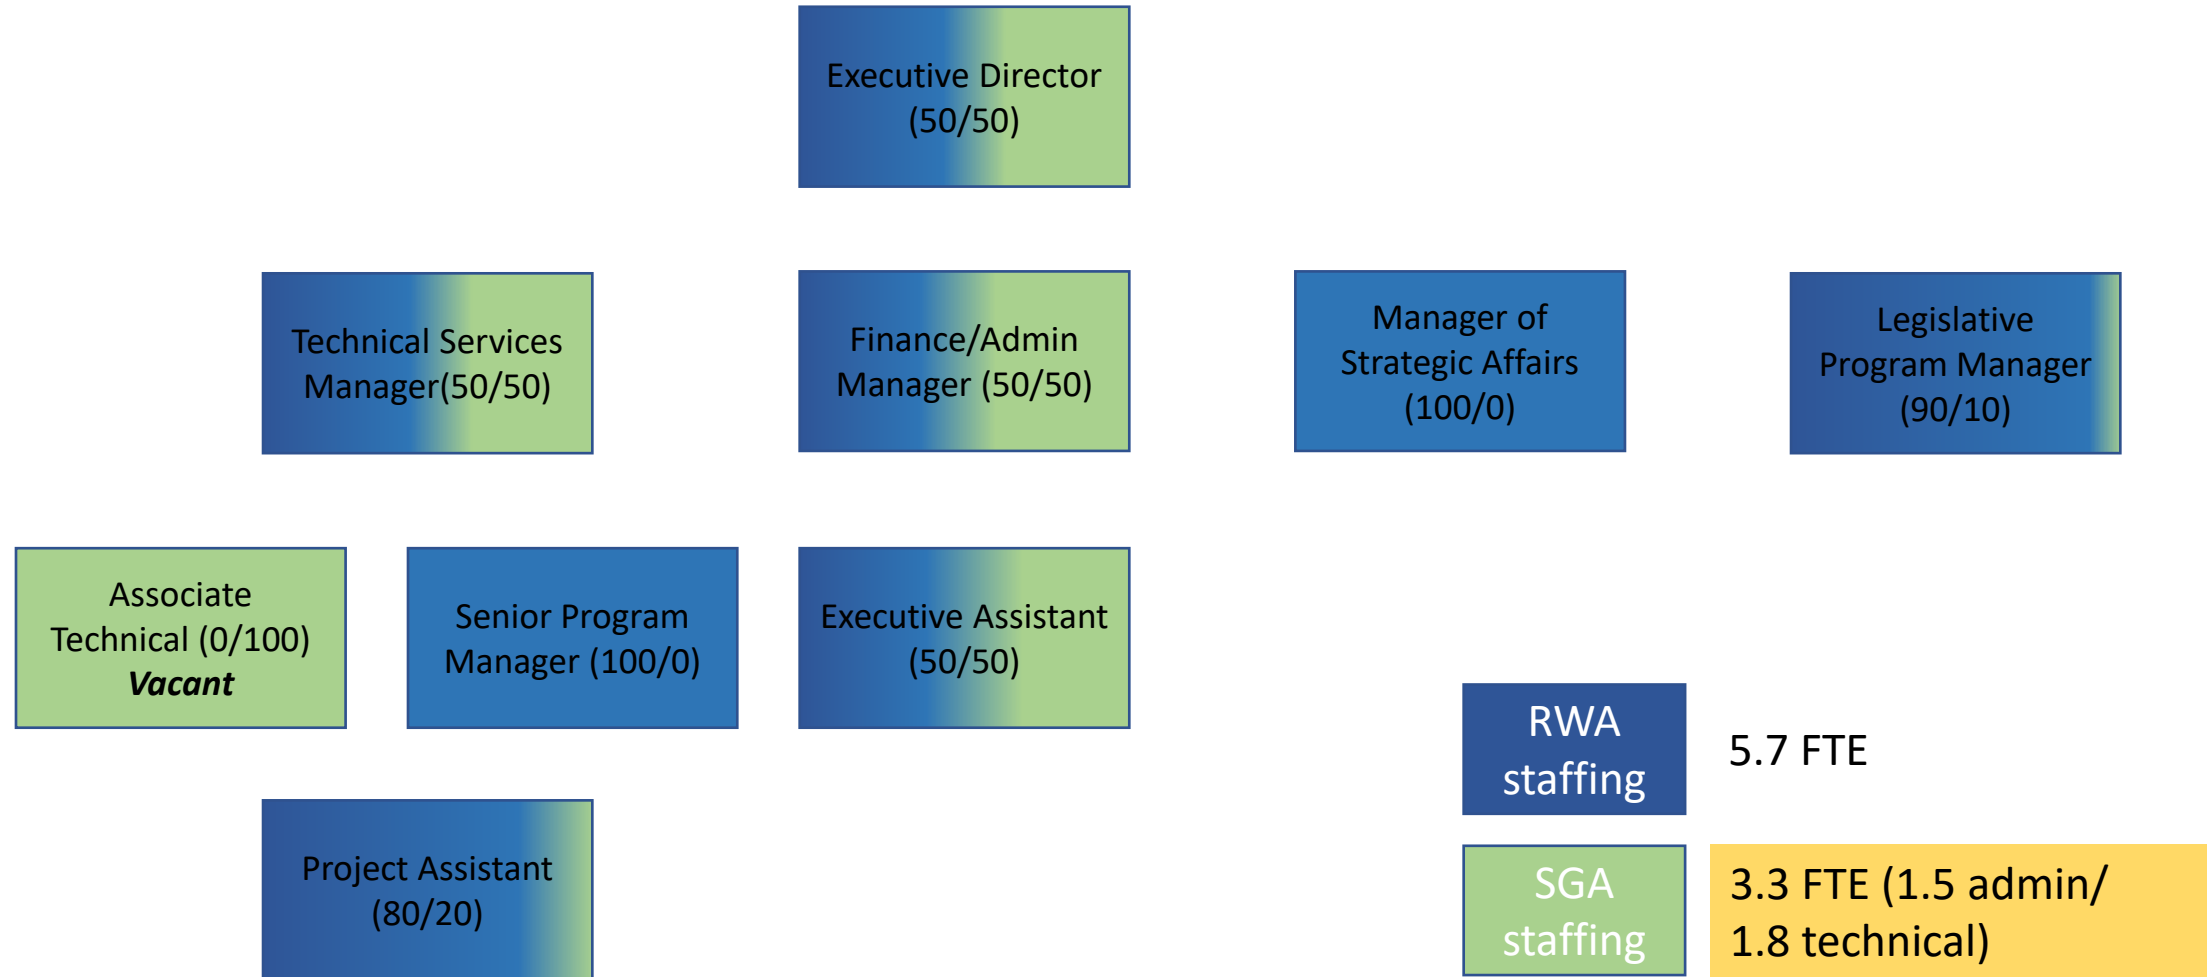 Executive Director
(50/50)
Technical Services
Manager(50/50)
Finance/Admin
Manager (50/50)
Manager of
Strategic Affairs
(100/0)
Legislative
Program Manager
(90/10)
Associate
Technical (0/100)
Vacant
Senior Program
Manager (100/0)
Executive Assistant
(50/50)
Project Assistant
(80/20)
RWA
staffing
5.7 FTE
SGA
staffing
3.3 FTE (1.5 admin/
1.8 technical)